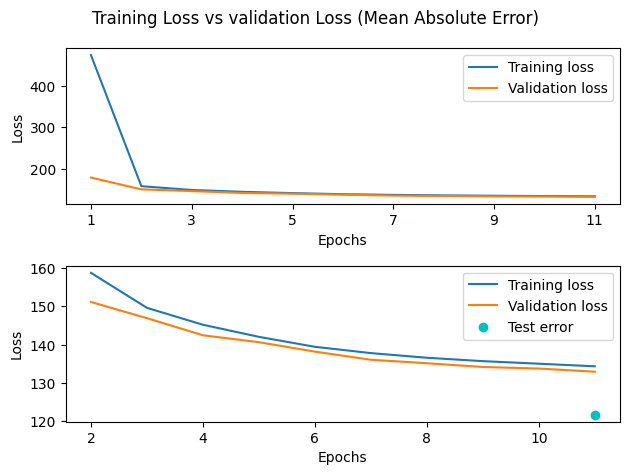 Training Loss vs validation Loss (Mean Absolute Error)
Training loss
Validation loss
400
300
200
Loss
1 3 5 7 9 11
Epochs
Training loss
Validation loss
Test error
160
150
140
130
120
Loss
2 4 6 8 10
Epochs